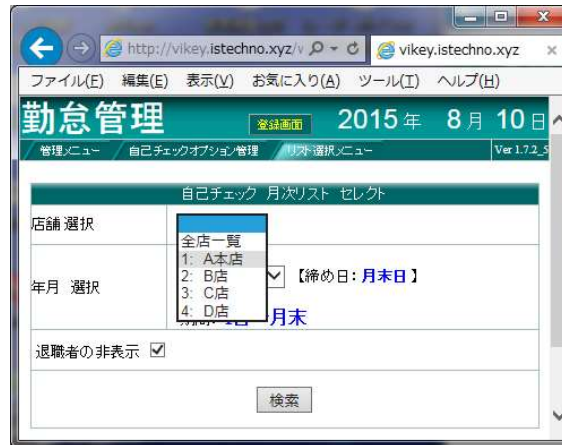 http://vikey.istechno.xyz/v
vikey.istechno.xyz
ファイル(F) 編集(E) 表示(V) お気に入り(A) ツール(T) ヘルプ(H)
勤怠管理 登録画面 2015年 8月 10日
管理メニュー 自己チェックオプション管理 リスト選択メニュー Ver 1.7.2_5
自己チェック 月次リスト セレクト
店舗選択
全店一覧
1: A本店
2: B店
3: C店
4: D店
年月 選択 【締め日：月末日】
月末
退職者の非表示
検索